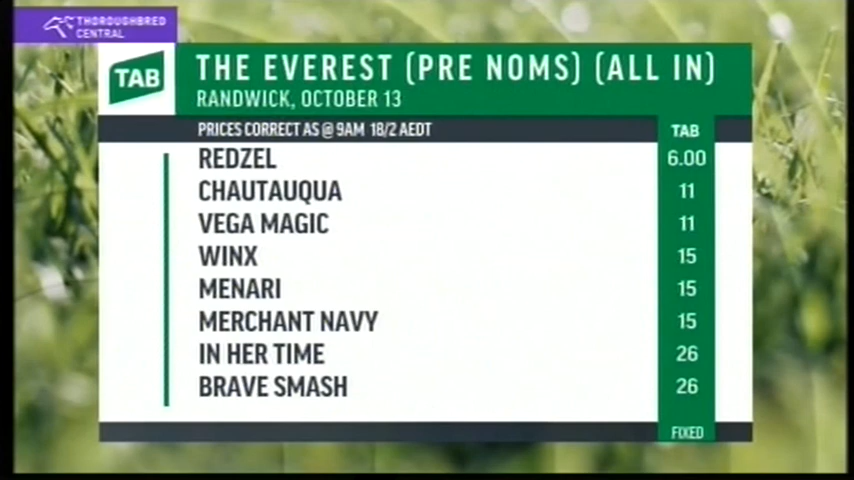 THOROUGHBRED
CENTRAL
TAB
THE EVEREST (PRE NOMS) (ALL IN)
RANDWICK, OCTOBER 13
PRICES CORRECT AS @ 9AM 18/2 AEDT TAB
REDZEL 6.00
CHAUTAUQUA 11
VEGA MAGIC 11
WINX 15
MENARI 15
MERCHANT NAVY 15
IN HER TIME 26
BRAVE SMASH 26
FIXED